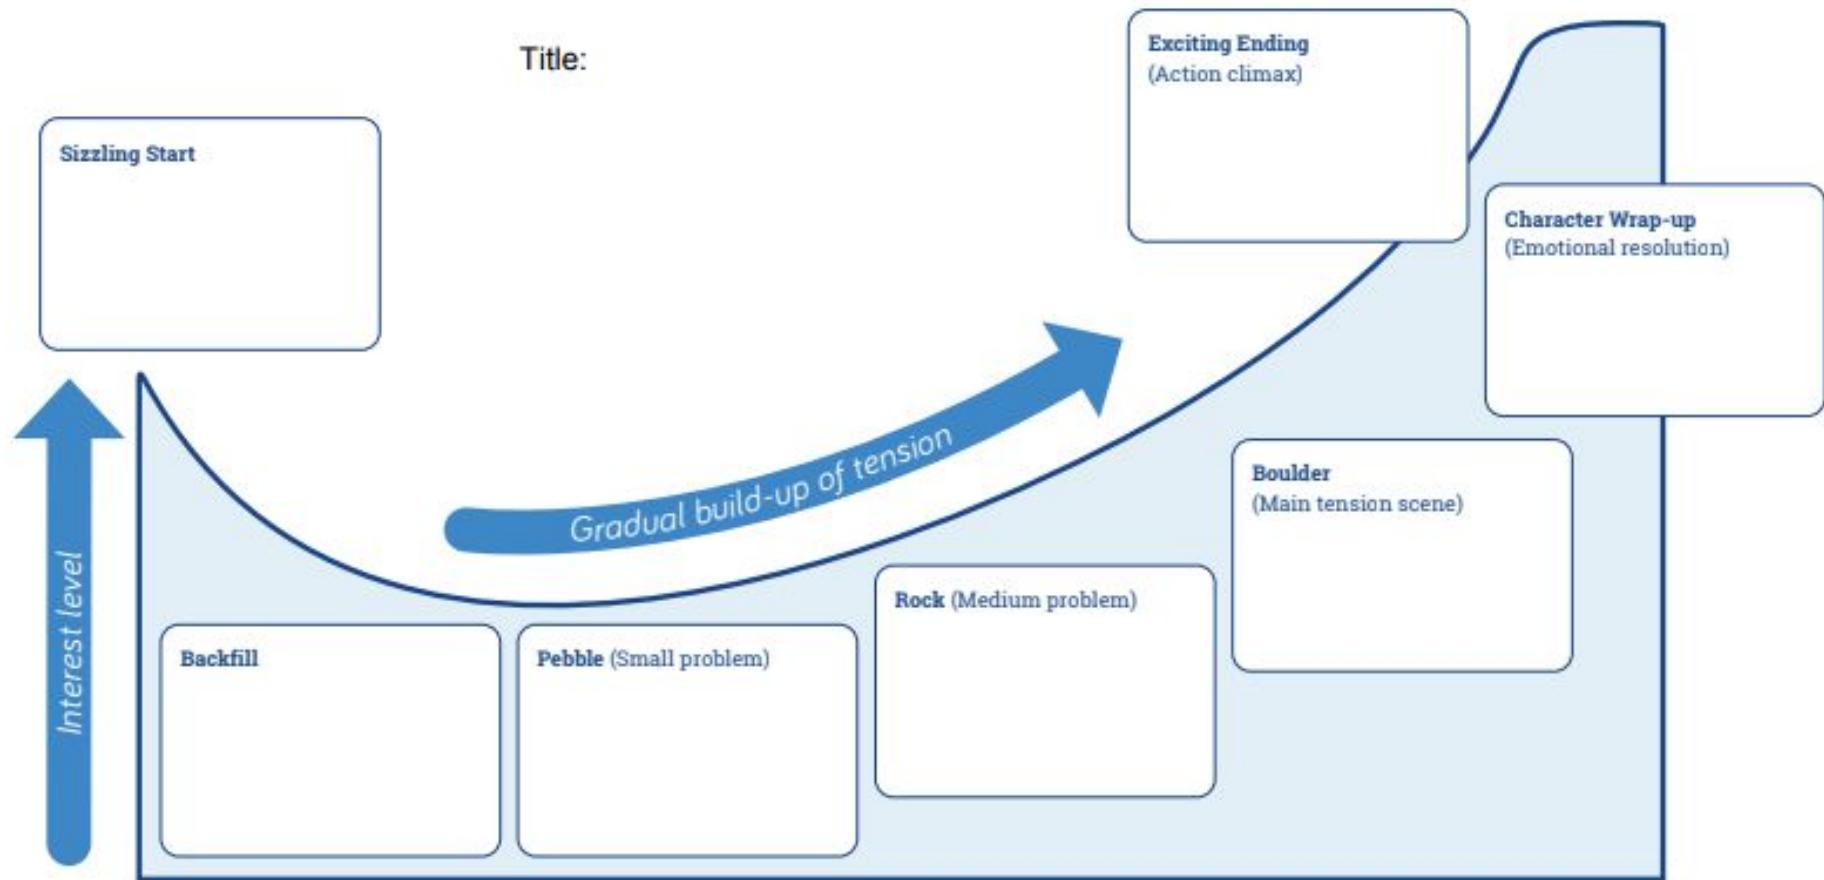 Title:
Sizzling Start
Interest level
Backfill
Pebble (Small problem)
Gradual build-up of tension
Rock (Medium problem)
Boulder
(Main tension scene)
Exciting Ending
(Action climax)
Character Wrap-up
(Emotional resolution)